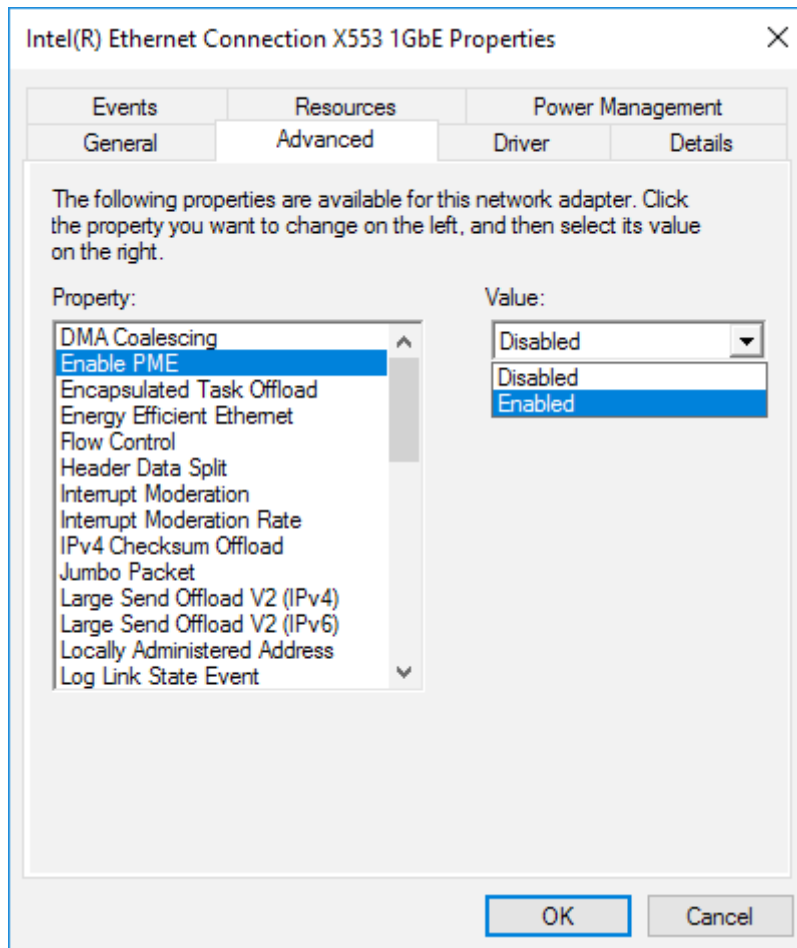 Intel(R) Ethernet Connection X553 1GbE Properties
Events Resources Power Management
General Advanced Driver Details
The following properties are available for this network adapter. Click
the property you want to change on the left, and then select its value
on the right.
Property:
Value:
DMA Coalescing
Enable PME
Encapsulated Task Offload
Energy Efficient Ethernet
Flow Control
Header Data Split
Interrupt Moderation
Interrupt Moderation Rate
IPv4 Checksum Offload
Jumbo Packet
Large Send Offload V2 (IPv4)
Large Send Offload V2 (IPv6)
Locally Administered Address
Log Link State Event
Disabled
Disabled
Enabled
OK Cancel